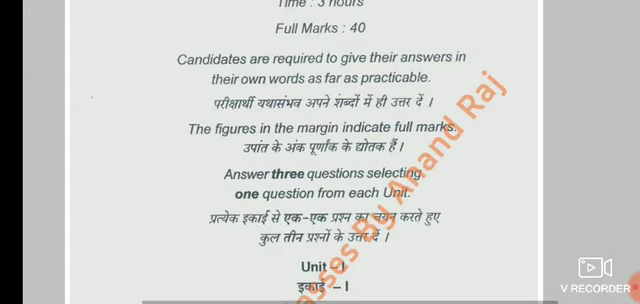 Time : 3 hours
Full Marks : 40
Candidates are required to give their answers in
their own words as far as practicable.
परीक्षार्थी यथासंभव अपने शब्दों में ही उत्तर दें ।
The figures in the margin indicate full marks.
उपांत के अंक पूर्णांक के द्योतक हैं ।
Answer three questions selecting
one question from each Unit.
प्रत्येक इकाई से एक-एक प्रश्न का चयन करते हुए
कुल तीन प्रश्नों के उत्तर दें ।
Unit – I
इकाई – I
asses By Anand Raj
V RECORDER